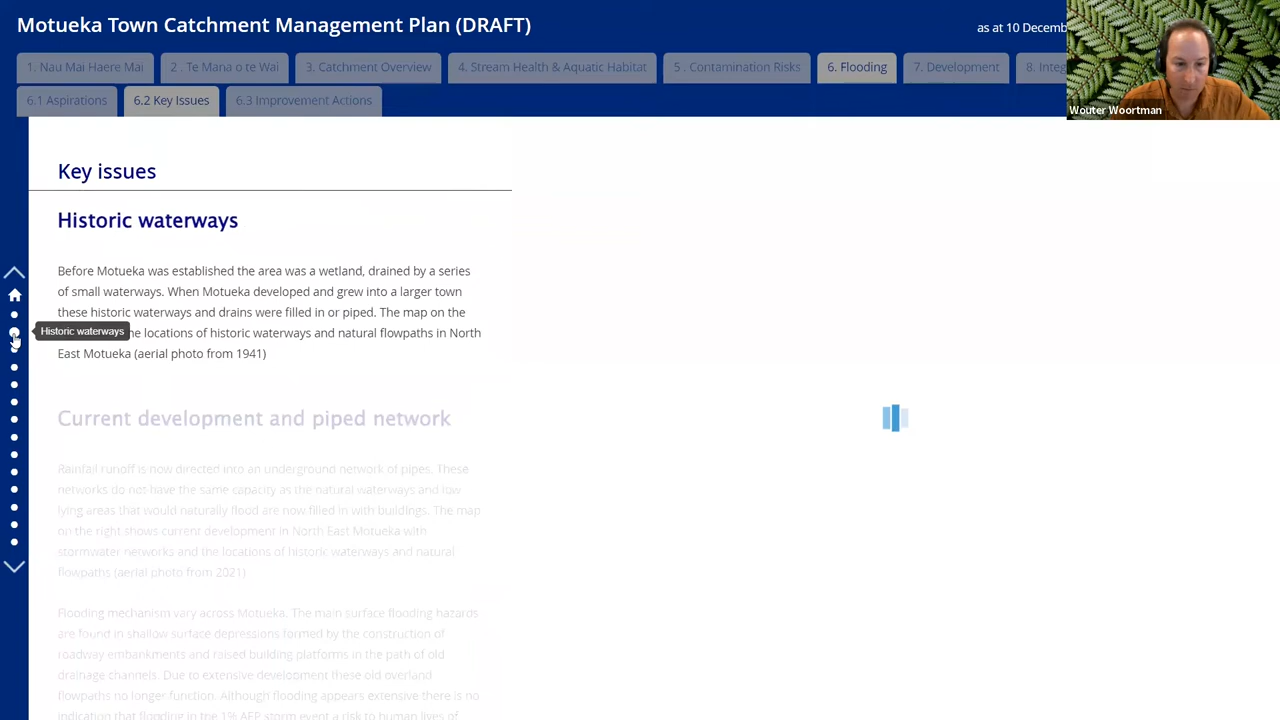 Motueka Town Catchment Management Plan (DRAFT)
as at 10 Decemb
1. Nau Mai Haere Mai
2 . Te Mana o te Wai
3. Catchment Overview
4. Stream Health & Aquatic Habitat
5 . Contamination Risks
6. Flooding
7. Development
8. Integ
6.1 Aspirations
6.2 Key Issues
6.3 Improvement Actions
Wouter Woortman
Key issues
Historic waterways
Before Motueka was established the area was a wetland, drained by a series
of small waterways. When Motueka developed and grew into a larger town
these historic waterways and drains were filled in or piped. The map on the
Historic waterways
he locations of historic waterways and natural flowpaths in North
East Motueka (aerial photo from 1941)
Current development and piped network
Rainfall runoff is now directed into an underground network of pipes. These
networks do not have the same capacity as the natural waterways and low
lying areas that would naturally flood are now filled in with buildings. The map
on the right shows current development in North East Motueka with
stormwater networks and the locations of historic waterways and natural
flowpaths (aerial photo from 2021)
Flooding mechanism vary across Motueka. The main surface flooding hazards
are found in shallow surface depressions formed by the construction of
roadway embankments and raised building platforms in the path of old
drainage channels. Due to extensive development these old overland
flowpaths no longer function. Although flooding appears extensive there is no
indication that flooding in the 1% AEP storm event a risk to human lives of